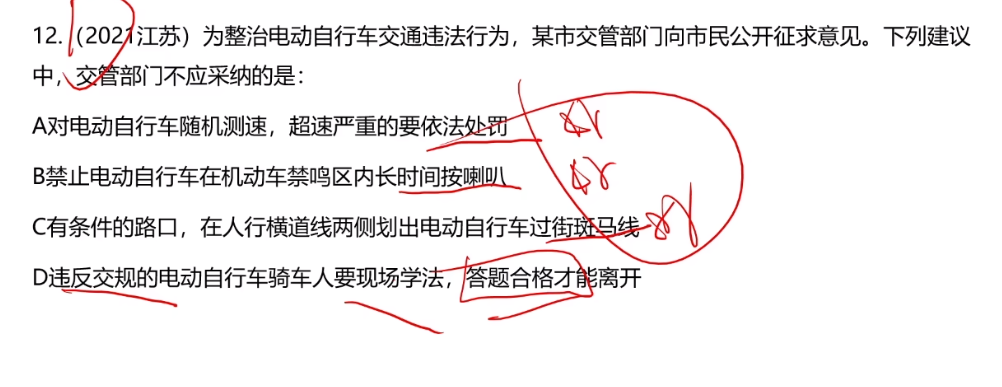 12.（2021江苏）为整治电动自行车交通违法行为，某市交管部门向市民公开征求意见。下列建议
中，交管部门不应采纳的是：
A对电动自行车随机测速，超速严重的要依法处罚
B禁止电动自行车在机动车禁鸣区内长时间按喇叭
C有条件的路口，在人行横道线两侧划出电动自行车过街斑马线
D违反交规的电动自行车骑车人要现场学法，答题合格才能离开